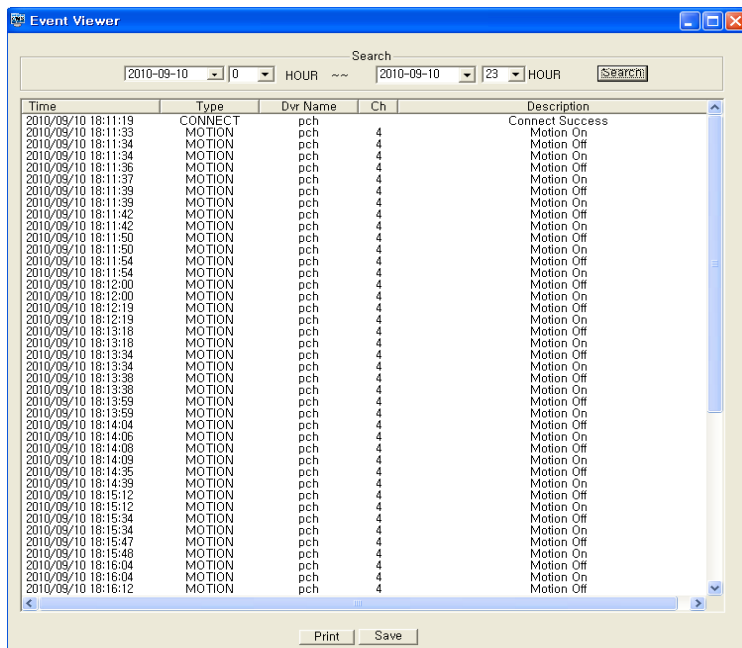 Event Viewer
Search
2010-09-10 0 HOUR ~~ 2010-09-10 23 HOUR Search
Time Type Dvr Name Ch Description
2010/09/10 18:11:19 CONNECT pch Connect Success
2010/09/10 18:11:33 MOTION pch 4 Motion On
2010/09/10 18:11:34 MOTION pch 4 Motion Off
2010/09/10 18:11:34 MOTION pch 4 Motion On
2010/09/10 18:11:36 MOTION pch 4 Motion Off
2010/09/10 18:11:37 MOTION pch 4 Motion On
2010/09/10 18:11:39 MOTION pch 4 Motion Off
2010/09/10 18:11:39 MOTION pch 4 Motion On
2010/09/10 18:11:42 MOTION pch 4 Motion Off
2010/09/10 18:11:42 MOTION pch 4 Motion On
2010/09/10 18:11:50 MOTION pch 4 Motion Off
2010/09/10 18:11:50 MOTION pch 4 Motion On
2010/09/10 18:11:54 MOTION pch 4 Motion Off
2010/09/10 18:11:54 MOTION pch 4 Motion On
2010/09/10 18:12:00 MOTION pch 4 Motion Off
2010/09/10 18:12:00 MOTION pch 4 Motion On
2010/09/10 18:12:19 MOTION pch 4 Motion Off
2010/09/10 18:12:19 MOTION pch 4 Motion On
2010/09/10 18:13:18 MOTION pch 4 Motion Off
2010/09/10 18:13:18 MOTION pch 4 Motion On
2010/09/10 18:13:34 MOTION pch 4 Motion Off
2010/09/10 18:13:34 MOTION pch 4 Motion On
2010/09/10 18:13:38 MOTION pch 4 Motion Off
2010/09/10 18:13:38 MOTION pch 4 Motion On
2010/09/10 18:13:59 MOTION pch 4 Motion Off
2010/09/10 18:13:59 MOTION pch 4 Motion On
2010/09/10 18:14:04 MOTION pch 4 Motion Off
2010/09/10 18:14:06 MOTION pch 4 Motion On
2010/09/10 18:14:08 MOTION pch 4 Motion Off
2010/09/10 18:14:09 MOTION pch 4 Motion On
2010/09/10 18:14:35 MOTION pch 4 Motion Off
2010/09/10 18:14:39 MOTION pch 4 Motion On
2010/09/10 18:15:12 MOTION pch 4 Motion Off
2010/09/10 18:15:12 MOTION pch 4 Motion On
2010/09/10 18:15:34 MOTION pch 4 Motion Off
2010/09/10 18:15:34 MOTION pch 4 Motion On
2010/09/10 18:15:47 MOTION pch 4 Motion Off
2010/09/10 18:15:48 MOTION pch 4 Motion On
2010/09/10 18:16:04 MOTION pch 4 Motion Off
2010/09/10 18:16:04 MOTION pch 4 Motion On
2010/09/10 18:16:12 MOTION pch 4 Motion Off
Print Save